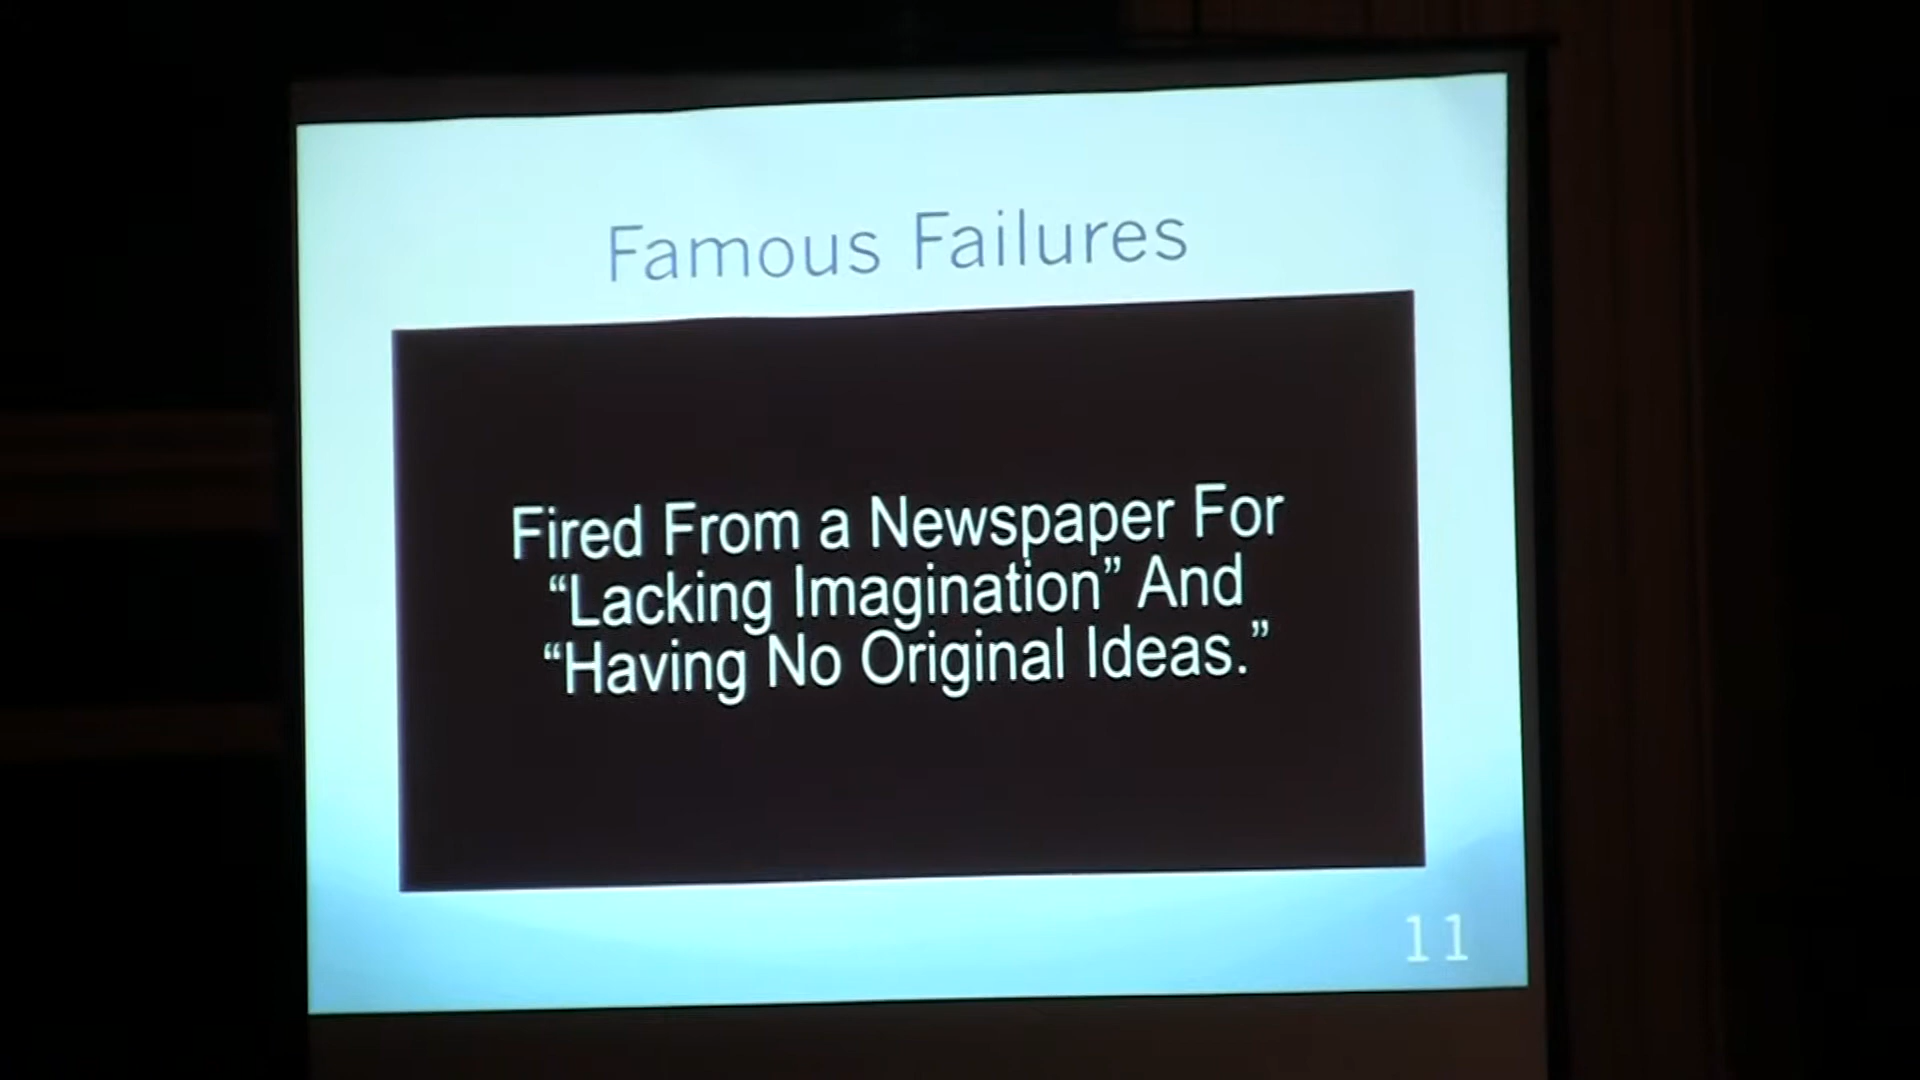 Famous Failures
Fired From a Newspaper For
“Lacking Imagination” And
“Having No Original Ideas.”
11